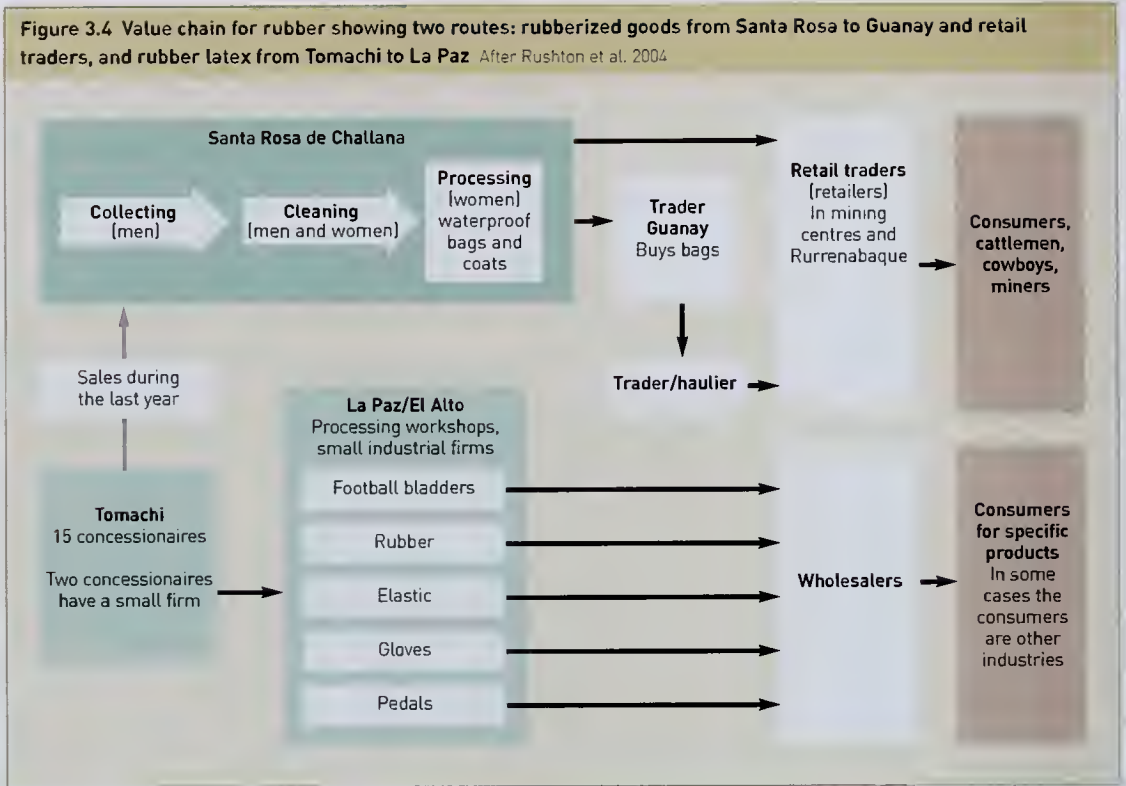 Figure 3.4 Value chain for rubber showing two routes: rubberized goods from Santa Rosa to Guanay and retail
traders, and rubber latex from Tomachi to La Paz After Rushton et al. 2004
Santa Rosa de Challana
Collecting
(men)
Cleaning
(men and women)
Processing
(women)
waterproof
bags and
coats
Trader
Guanay
Buys bags
Trader/haulier
Retail traders
(retailers)
In mining
centres and
Rurrenabaque
Consumers,
cattlemen,
cowboys,
miners
Sales during
the last year
Tomachi
15 concessionaires
Two concessionaires
have a small firm
La Paz/El Alto
Processing workshops,
small industrial firms
Football bladders
Rubber
Elastic
Gloves
Pedals
Wholesalers
Consumers
for specific
products
In some
cases the
consumers
are other
industries